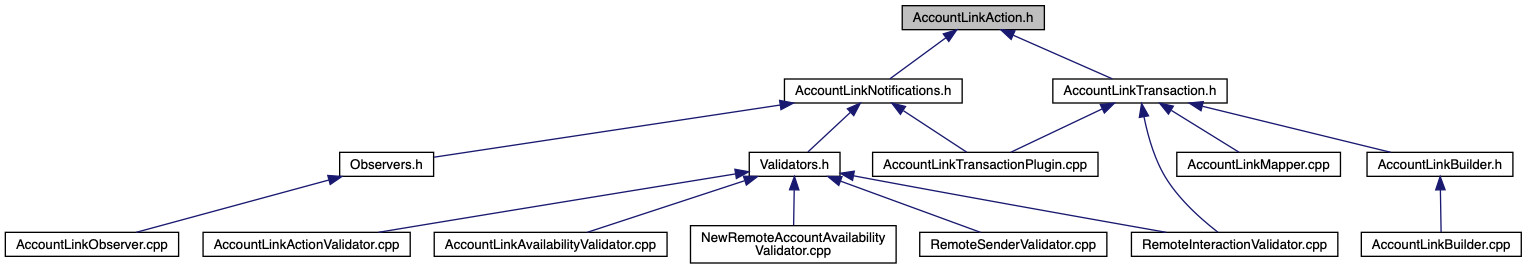 AccountLinkAction.h
AccountLinkNotifications.h
AccountLinkTransaction.h
Observers.h
Validators.h
AccountLinkTransactionPlugin.cpp
AccountLinkMapper.cpp
AccountLinkBuilder.h
AccountLinkObserver.cpp
AccountLinkActionValidator.cpp
AccountLinkAvailabilityValidator.cpp
NewRemoteAccountAvailability
Validator.cpp
RemoteSenderValidator.cpp
RemoteInteractionValidator.cpp
AccountLinkBuilder.cpp